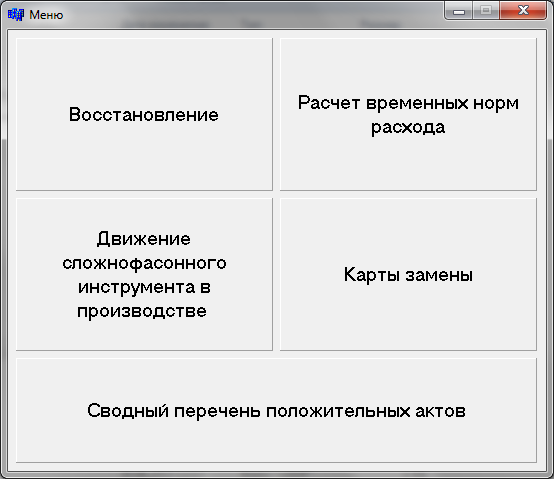 Меню
Восстановление
Расчет временных норм
расхода
Движение
сложнофасонного
инструмента в
производстве
Карты замены
Сводный перечень положительных актов